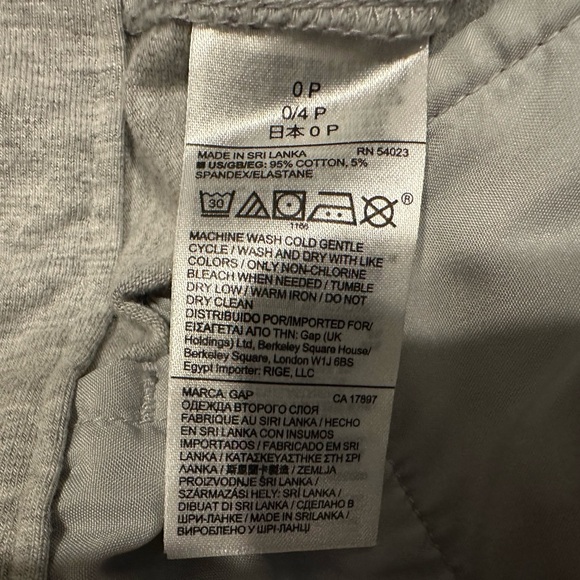 0 P
0/4 P
日本 0 P
MADE IN SRI LANKA RN 54023
■ US/GB/EG: 95% COTTON, 5%
SPANDEX/ELASTANE
30
®
1166
MACHINE WASH COLD GENTLE
CYCLE / WASH AND DRY WITH LIKE
COLORS / ONLY NON-CHLORINE
BLEACH WHEN NEEDED / TUMBLE
DRY LOW / WARM IRON / DO NOT
DRY CLEAN
DISTRIBUIDO POR/IMPORTED FOR/
ΕΙΣΑΓΕΤΑΙ ΑΠΟ ΤΗΝ: Gap (UK
Holdings) Ltd, Berkeley Square House/
Berkeley Square, London W1J 6BS
Egypt Importer: RIGE, LLC
MARCA: GAP CA 17897
ОДЕЖДА ВТОРОГО СЛОЯ
FABRIQUE AU SRI LANKA / HECHO
EN SRI LANKA CON INSUMOS
IMPORTADOS / FABRICADO EM SRI
LANKA / ΚΑΤΑΣΚΕΥΑΣΤΗΚΕ ΣΤΗ ΣΡΙ
ΛΑΝΚΑ / 斯里蘭卡製造 / ZEMLJA
PROIZVODNJE ŠRI LANKA /
SZÁRMAZÁSI HELY: SRÍ LANKA /
DIBUAT DI SRI LANKA / СДЕЛАНО В
ШРИ-ЛАНКЕ / MADE IN SRILANKA /
ВИРОБЛЕНО У ШРІ-ЛАНЦІ